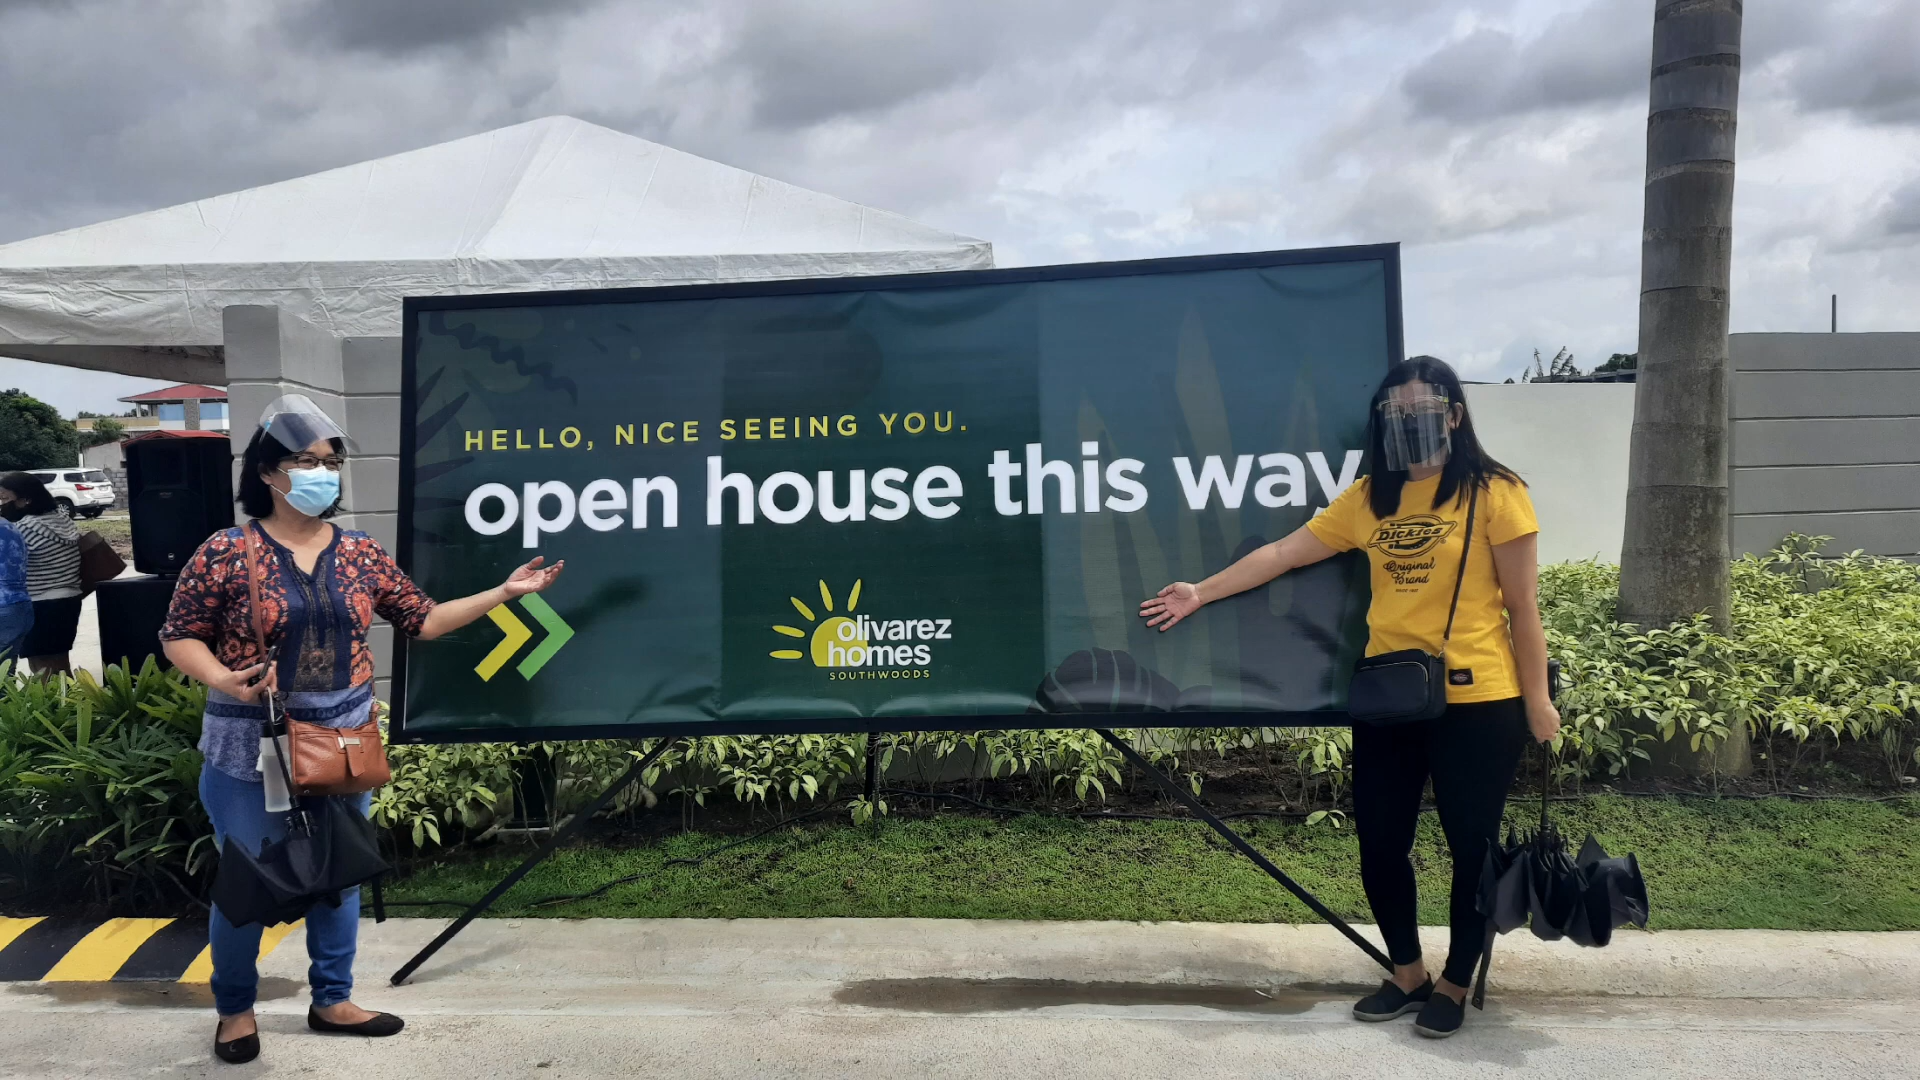 HELLO, NICE SEEING YOU.
open house this way
olivarez
homes
SOUTHWOODS
Dickies
Original
Brand